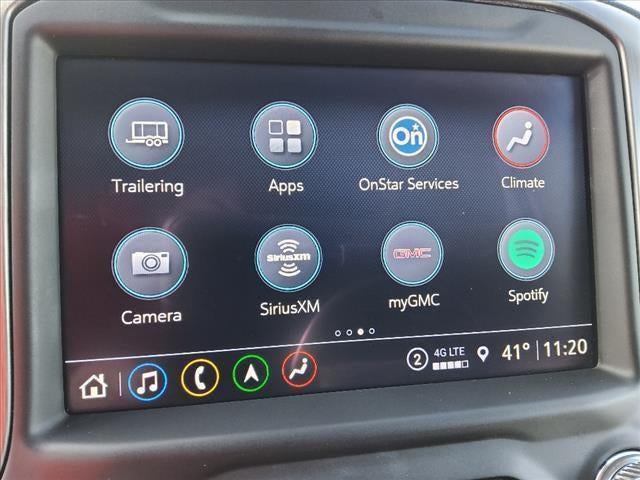 On
Trailering
Apps
OnStar Services
Climate
SiriusXM
GMC
Camera
SiriusXM
myGMC
Spotify
2
4G LTE
41°
11:20